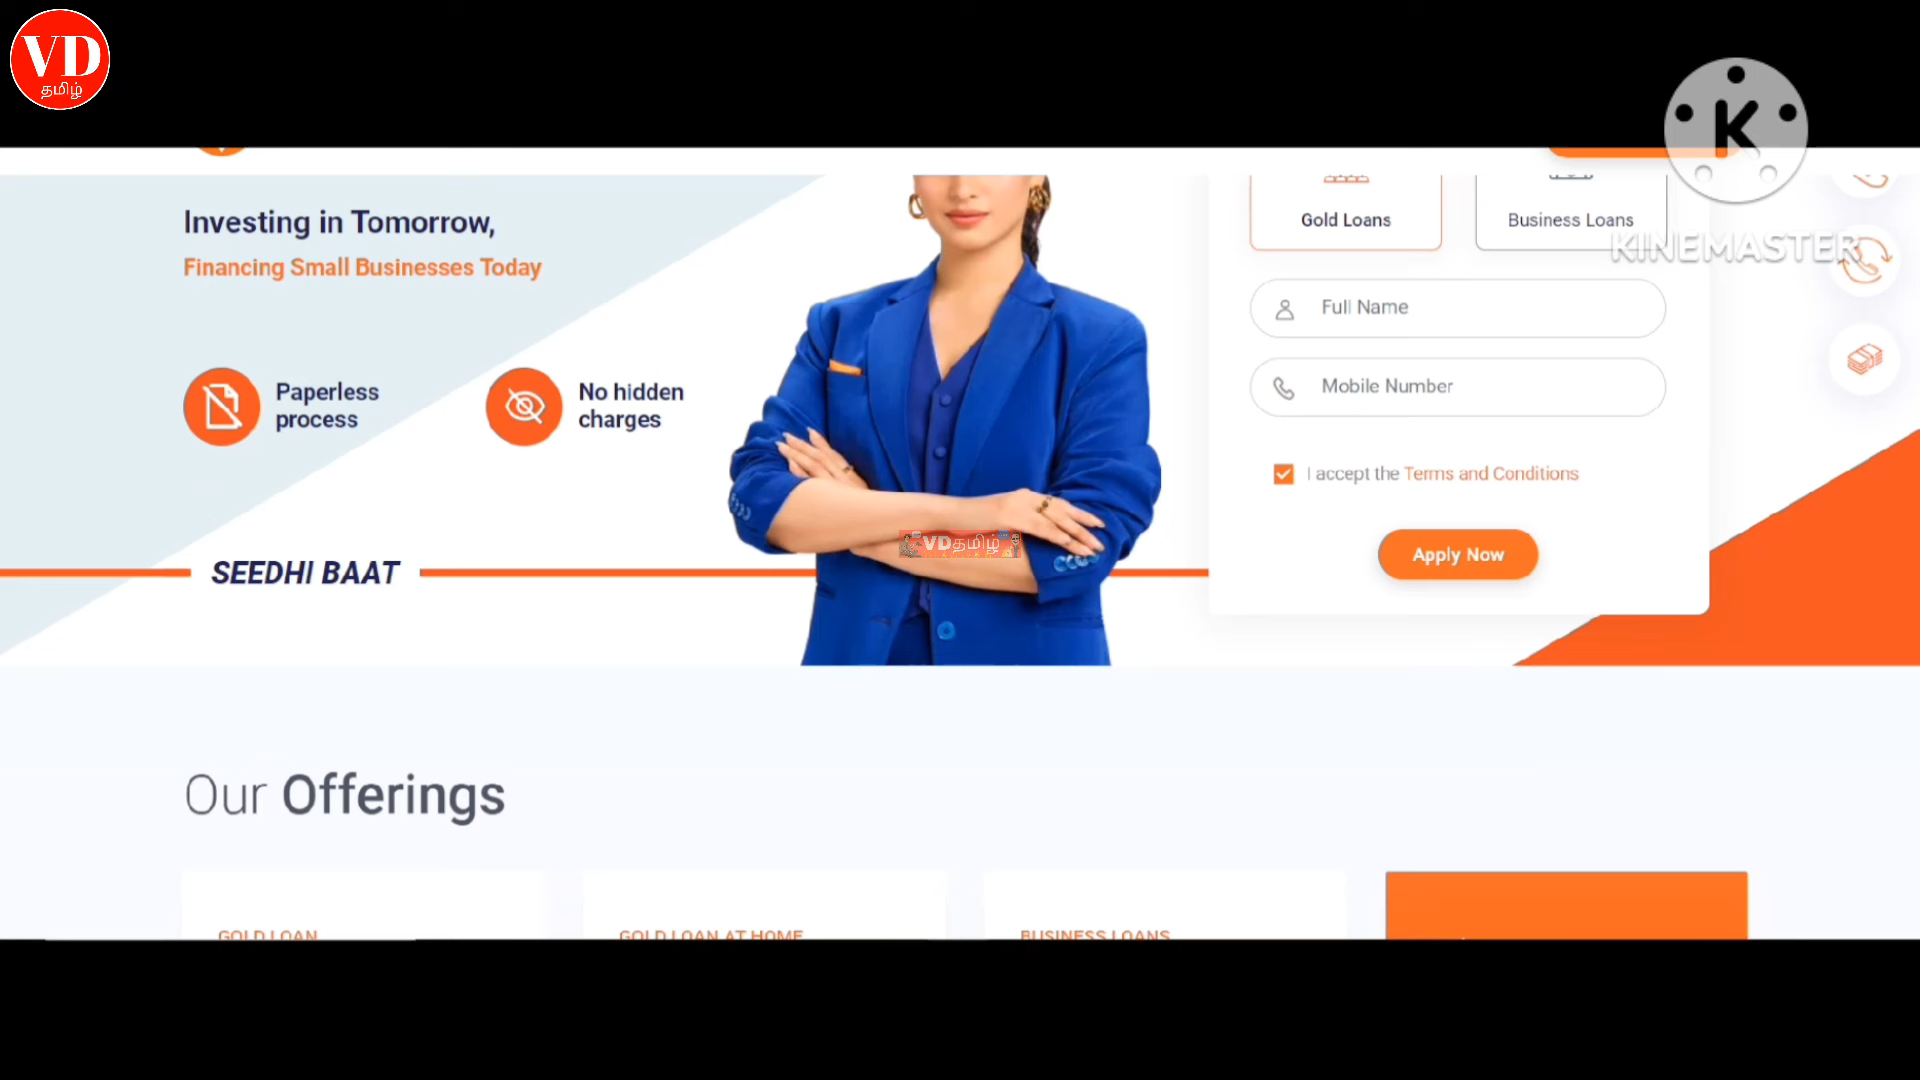 VD
தமிழ்
K
KINEMASTER
Investing in Tomorrow,
Financing Small Businesses Today
Paperless
process
No hidden
charges
SEEDHI BAAT
Gold Loans
Business Loans
Full Name
Mobile Number
I accept the Terms and Conditions
Apply Now
VDதமிழ்
Our Offerings
GOLD LOAN
GOLD LOAN AT HOME
BUSINESS LOANS